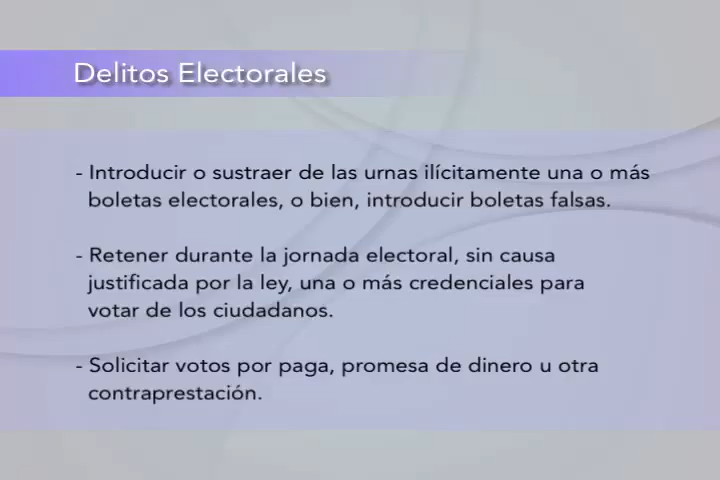 Delitos Electorales
- Introducir o sustraer de las urnas ilícitamente una o más
boletas electorales, o bien, introducir boletas falsas.
- Retener durante la jornada electoral, sin causa
justificada por la ley, una o más credenciales para
votar de los ciudadanos.
- Solicitar votos por paga, promesa de dinero u otra
contraprestación.